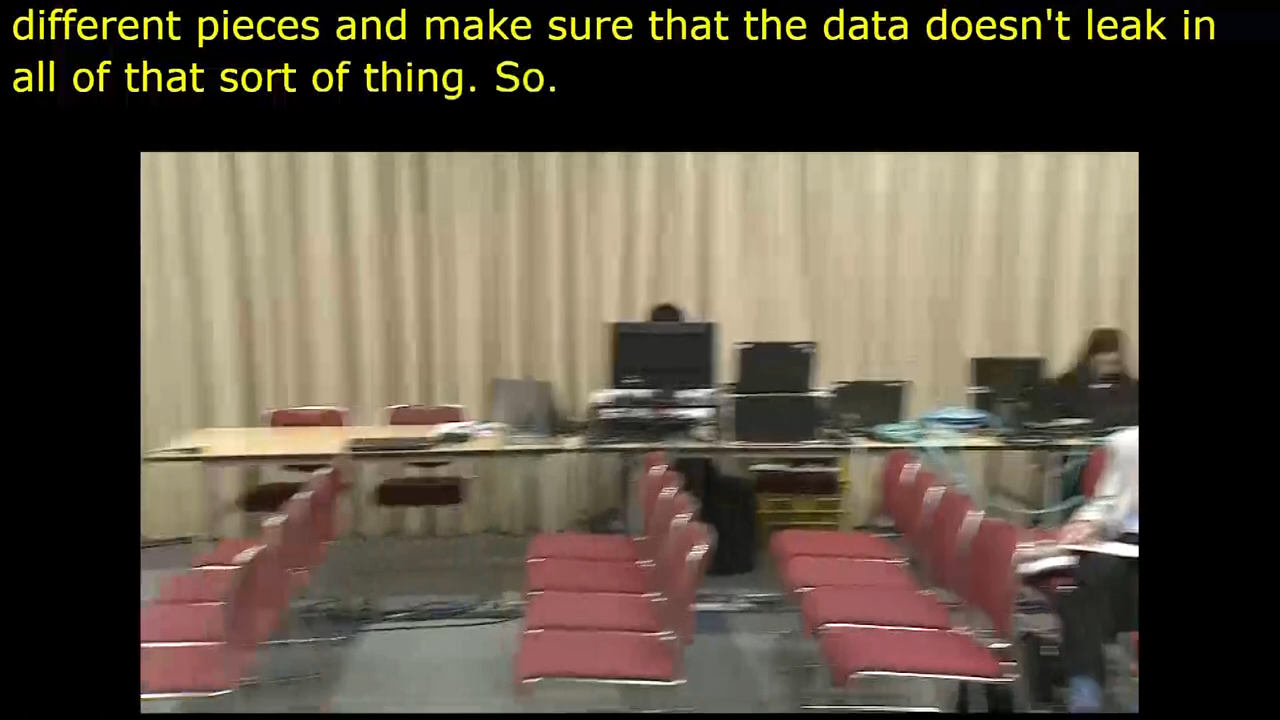 different pieces and make sure that the data doesn't leak in
all of that sort of thing. So.